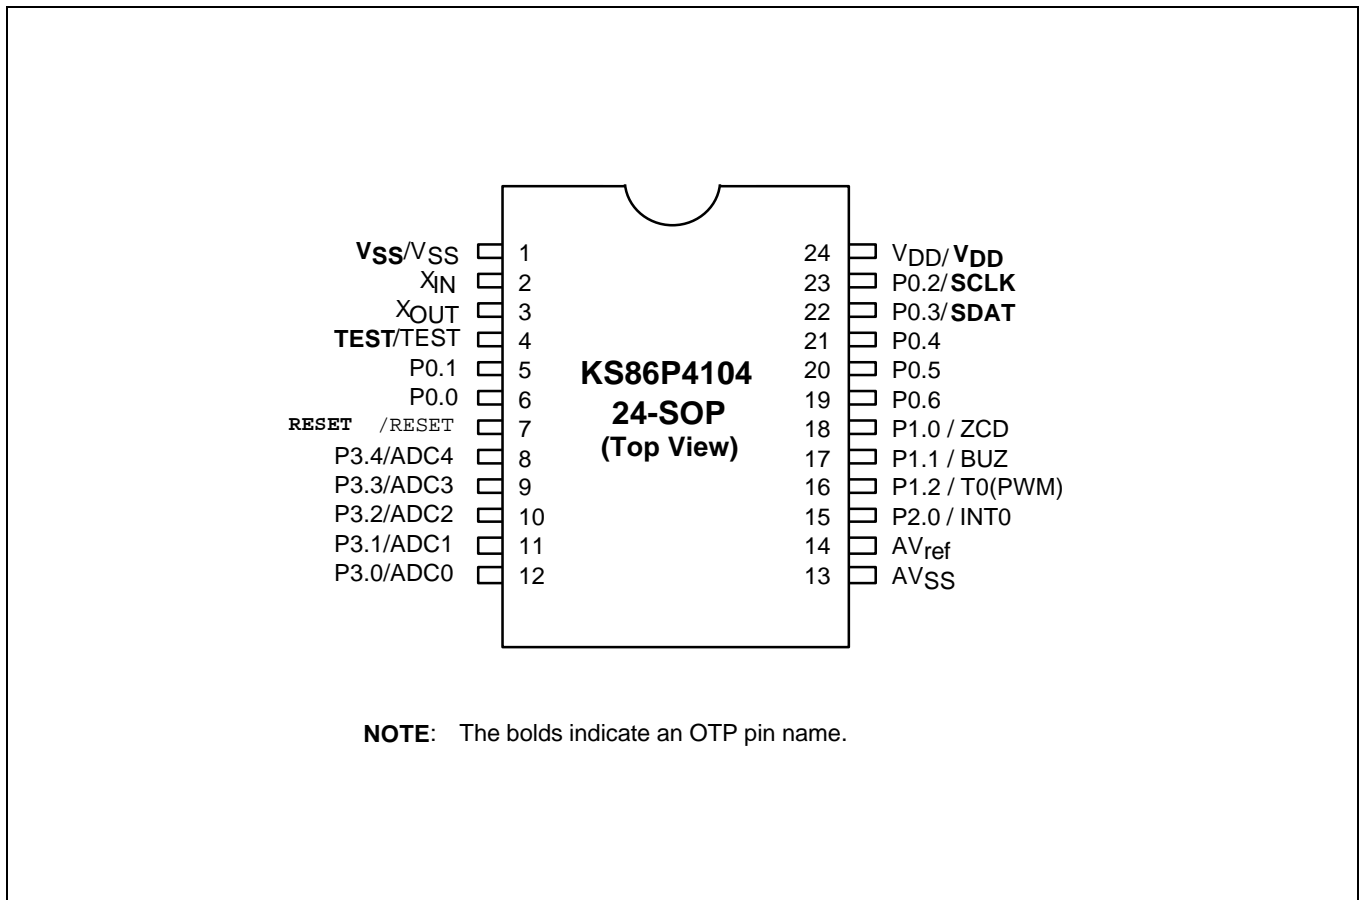 VSS/VSS 1 24 VDD/VDD
XIN 2 23 P0.2/SCLK
XOUT 3 22 P0.3/SDAT
TEST/TEST 4 21 P0.4
P0.1 5 20 P0.5
P0.0 6 19 P0.6
RESET /RESET 7 18 P1.0 / ZCD
P3.4/ADC4 8 17 P1.1 / BUZ
P3.3/ADC3 9 16 P1.2 / T0(PWM)
P3.2/ADC2 10 15 P2.0 / INT0
P3.1/ADC1 11 14 AVref
P3.0/ADC0 12 13 AVSS
KS86P4104
24-SOP
(Top View)
NOTE: The bolds indicate an OTP pin name.